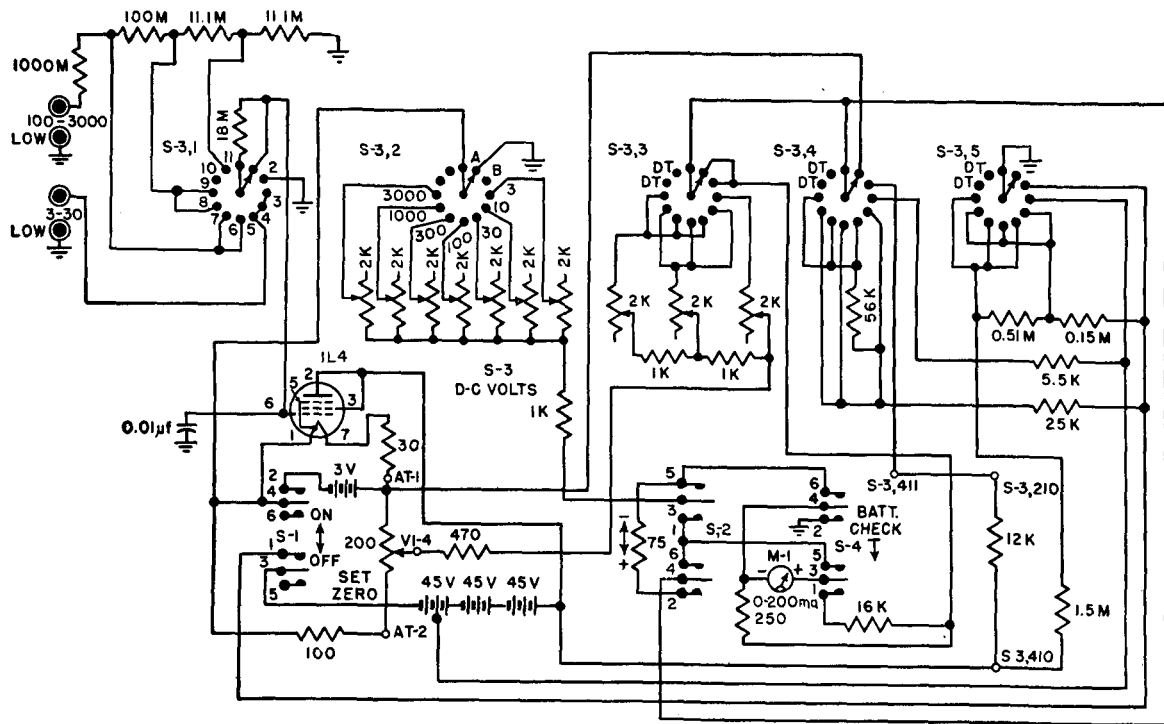 100M 11.1M 11.1M
1000M
100-3000
LOW
3-30
LOW
18M
S-3,1
11
10
9
8
7
6
5
4
3
2
S-3,2
A
B
3
10
30
100
300
1000
3000
2K 2K 2K 2K 2K 2K 2K
S-3
D-C VOLTS
1K
S-3,3
DT
DT
2K 2K 2K
1K 1K
S-3,4
DT
DT
56K
S-3,5
DT
DT
0.51M 0.15M
5.5K
25K
1L4
2
5
3
6
1
7
0.01µf
30
AT-1
3V
2
4
6
ON
S-1
1
OFF
3
5
200
V1-4
470
SET
ZERO
45V 45V 45V
100
AT-2
5
3
1
S-2
6
4
2
75
-
+
6
4
2
BATT.
CHECK
S-4
M-1
- +
5
3
1
0-200ma
250
16K
S-3,411
S-3,210
12K
1.5M
S3,410